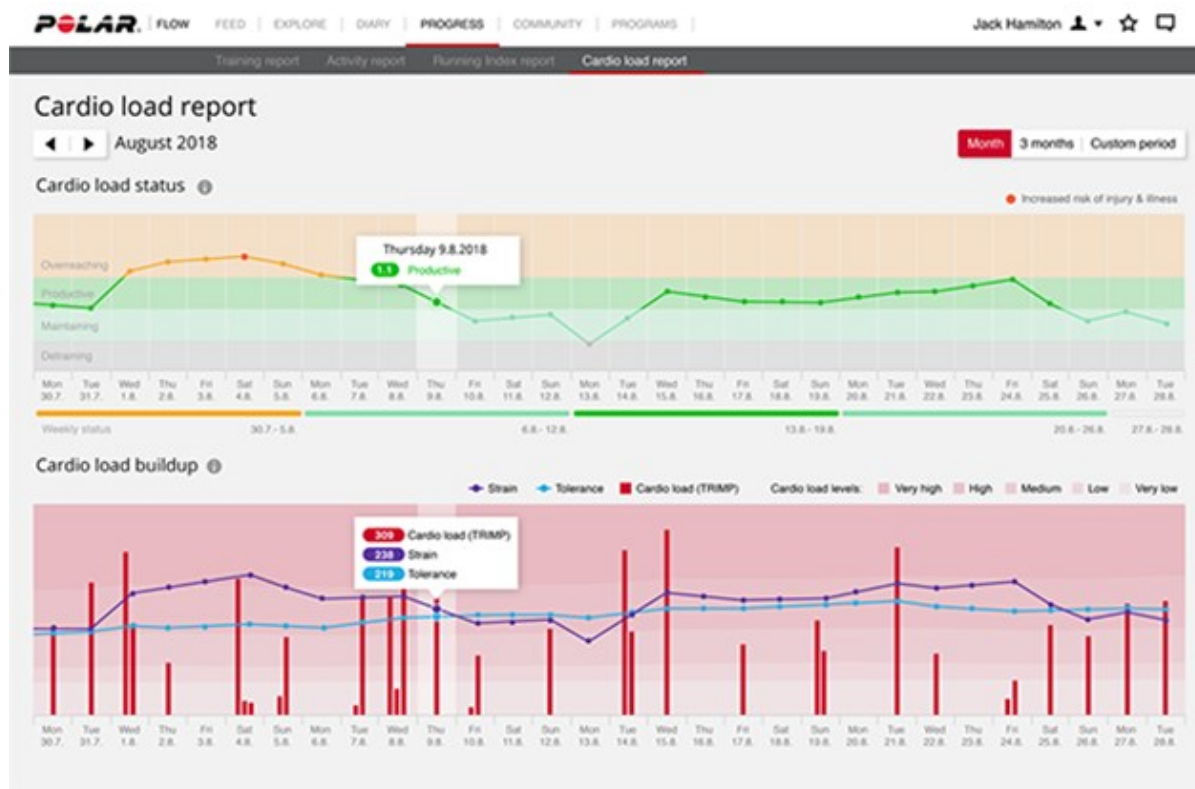 POLAR. FLOW FEED EXPLORE DIARY PROGRESS COMMUNITY PROGRAMS Jack Hamilton
Training report Activity report Running Index report Cardio load report
Cardio load report
August 2018 Month 3 months Custom period
Cardio load status
Increased risk of injury & illness
Thursday 9.8.2018
1.1 Productive
Overreaching
Productive
Maintaining
Detraining
Mon Tue Wed Thu Fri Sat Sun Mon Tue Wed Thu Fri Sat Sun Mon Tue Wed Thu Fri Sat Sun Mon Tue Wed Thu Fri Sat Sun Mon Tue
30.7. 31.7. 1.8. 2.8. 3.8. 4.8. 5.8. 6.8. 7.8. 8.8. 9.8. 10.8. 11.8. 12.8. 13.8. 14.8. 15.8. 16.8. 17.8. 18.8. 19.8. 20.8. 21.8. 22.8. 23.8. 24.8. 25.8. 26.8. 27.8. 28.8.
Weekly status 30.7.- 5.8. 6.8.- 12.8. 13.8.- 19.8. 20.8.- 26.8. 27.8.- 28.8.
Cardio load buildup
Strain Tolerance Cardio load (TRIMP) Cardio load levels: Very high High Medium Low Very low
309 Cardio load (TRIMP)
238 Strain
219 Tolerance
Mon Tue Wed Thu Fri Sat Sun Mon Tue Wed Thu Fri Sat Sun Mon Tue Wed Thu Fri Sat Sun Mon Tue Wed Thu Fri Sat Sun Mon Tue
30.7. 31.7. 1.8. 2.8. 3.8. 4.8. 5.8. 6.8. 7.8. 8.8. 9.8. 10.8. 11.8. 12.8. 13.8. 14.8. 15.8. 16.8. 17.8. 18.8. 19.8. 20.8. 21.8. 22.8. 23.8. 24.8. 25.8. 26.8. 27.8. 28.8.